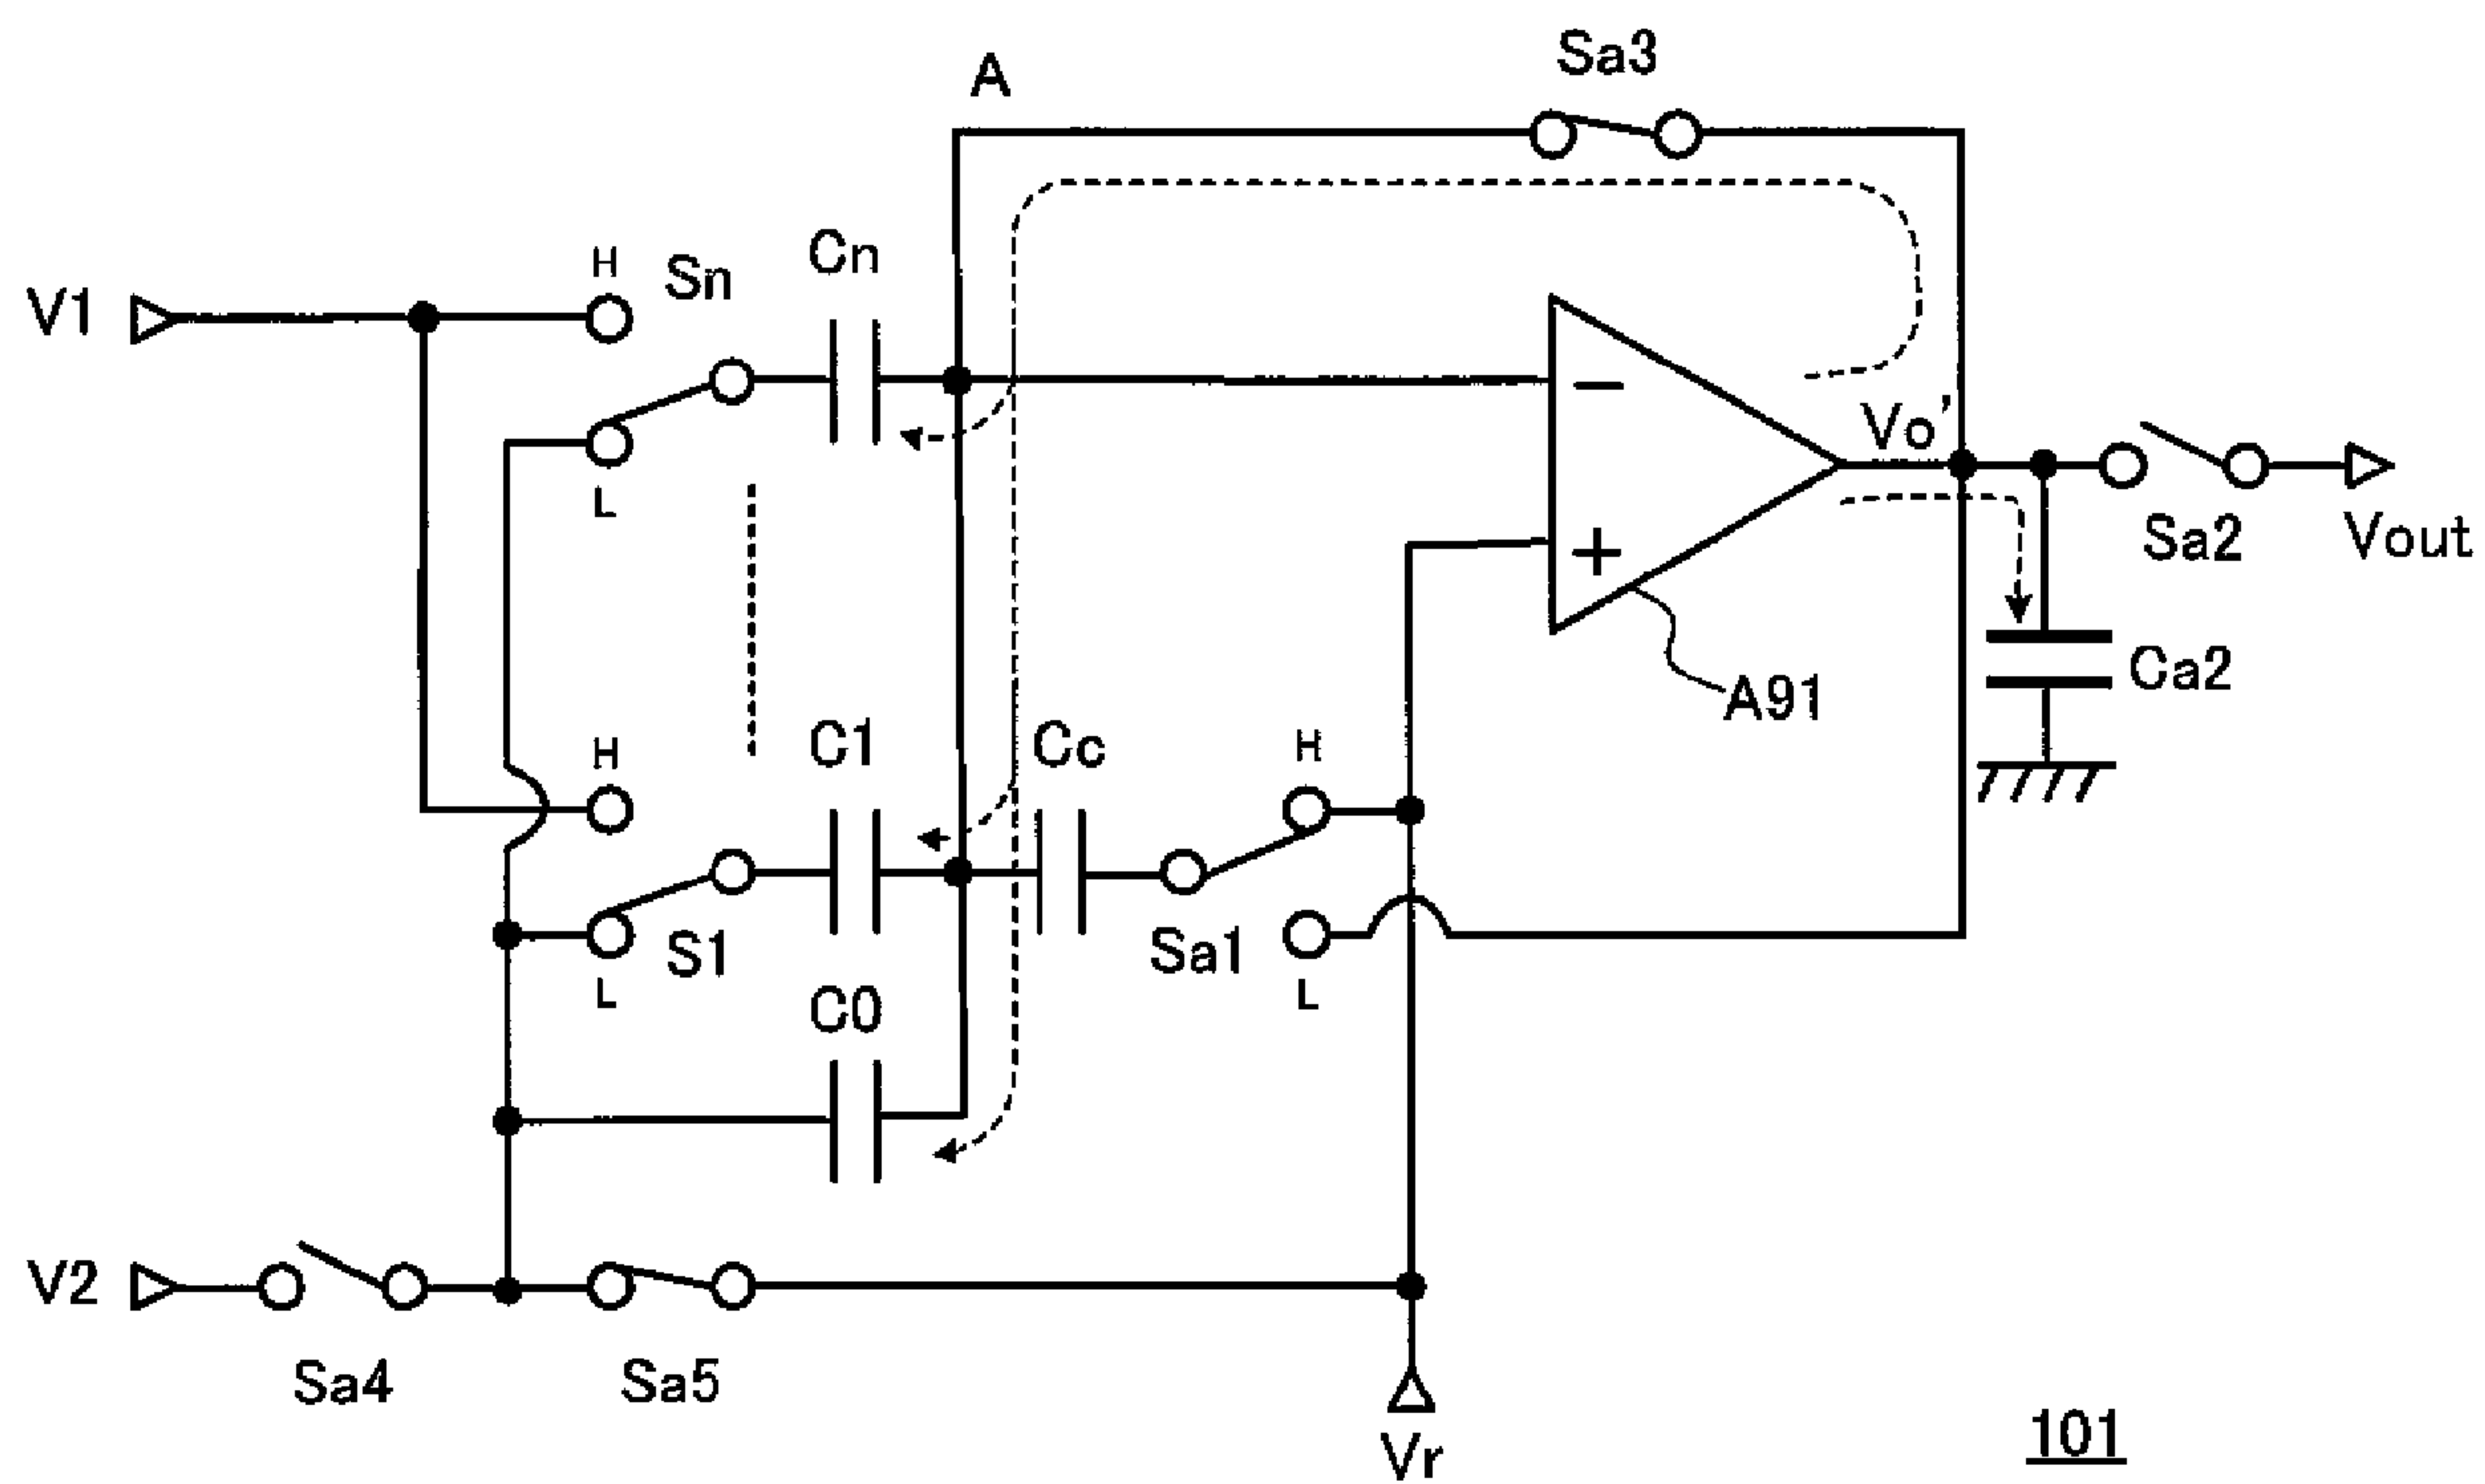 A
Sa3
V1
H
Sn
Cn
L
−
Vo'
Sa2
Vout
+
Ca2
A91
H
C1
Cc
H
S1
Sa1
L
L
C0
V2
Sa4
Sa5
Vr
101